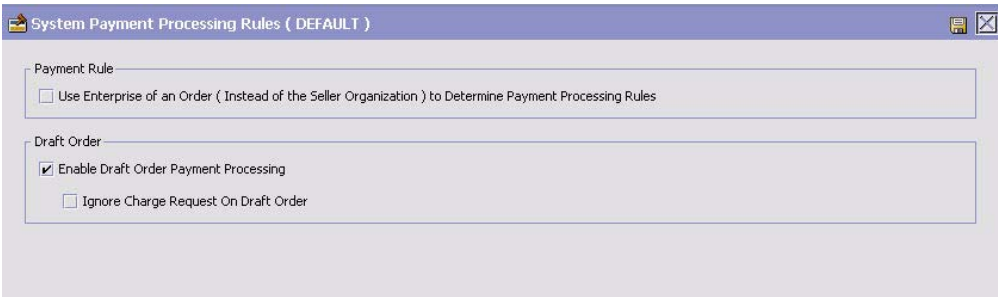 System Payment Processing Rules ( DEFAULT )
Payment Rule
Use Enterprise of an Order ( Instead of the Seller Organization ) to Determine Payment Processing Rules
Draft Order
Enable Draft Order Payment Processing
Ignore Charge Request On Draft Order